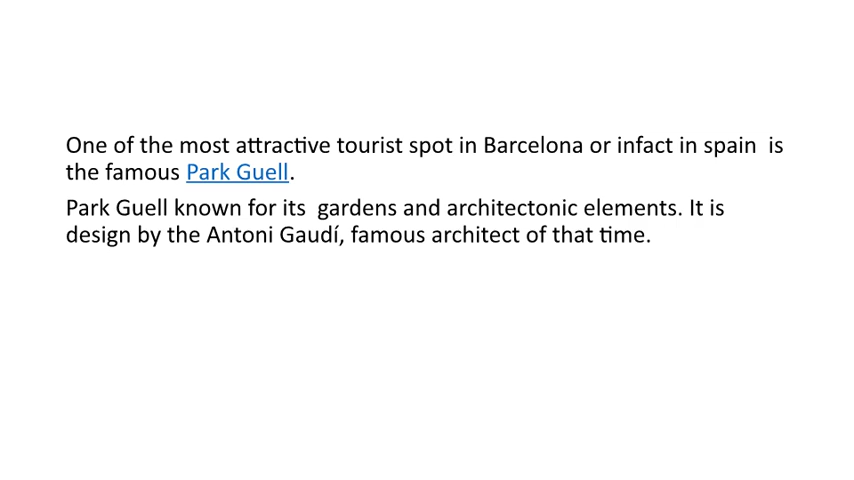 One of the most attractive tourist spot in Barcelona or infact in spain  is
the famous Park Guell.
Park Guell known for its  gardens and architectonic elements. It is
design by the Antoni Gaudí, famous architect of that time.